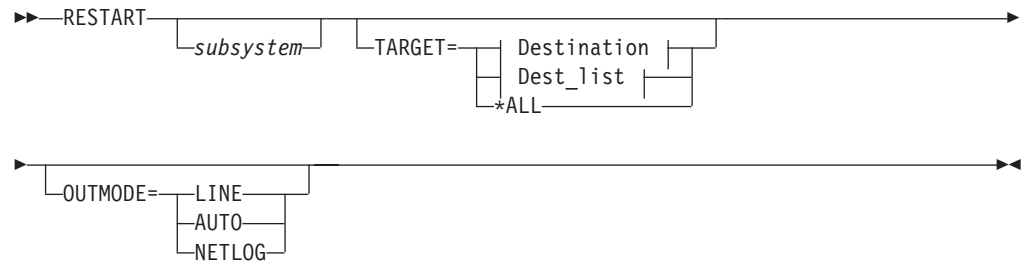 RESTART
subsystem
TARGET=
Destination
Dest_list
*ALL
OUTMODE=
LINE
AUTO
NETLOG